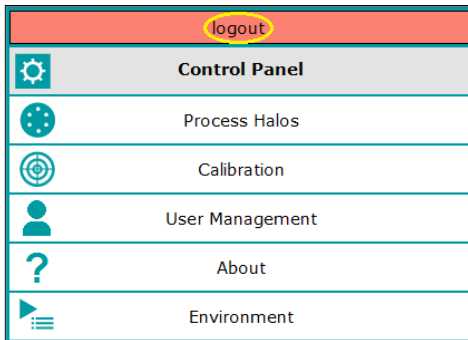 logout
Control Panel
Process Halos
Calibration
User Management
About
Environment